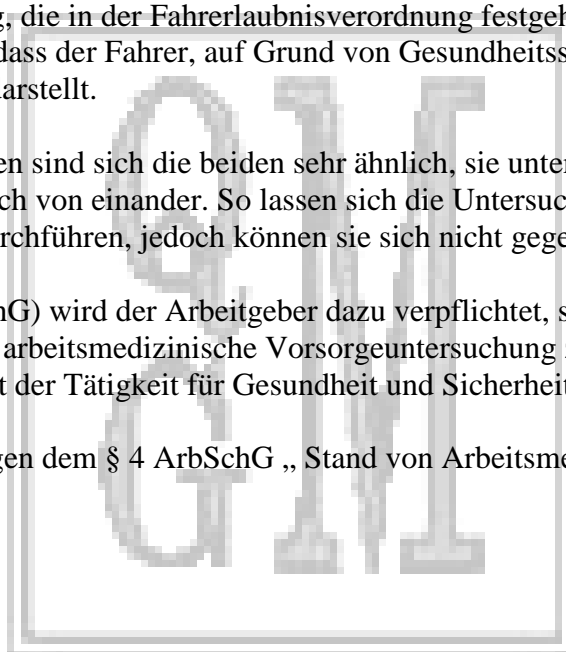 g, die in der Fahrerlaubnisverordnung festgeh
dass der Fahrer, auf Grund von Gesundheitss
darstellt.
en sind sich die beiden sehr ähnlich, sie unter
ch von einander. So lassen sich die Untersuc
urchführen, jedoch können sie sich nicht gege
hG) wird der Arbeitgeber dazu verpflichtet, s
arbeitsmedizinische Vorsorgeuntersuchung
t der Tätigkeit für Gesundheit und Sicherheit
gen dem § 4 ArbSchG „ Stand von Arbeitsme
Q M
G M